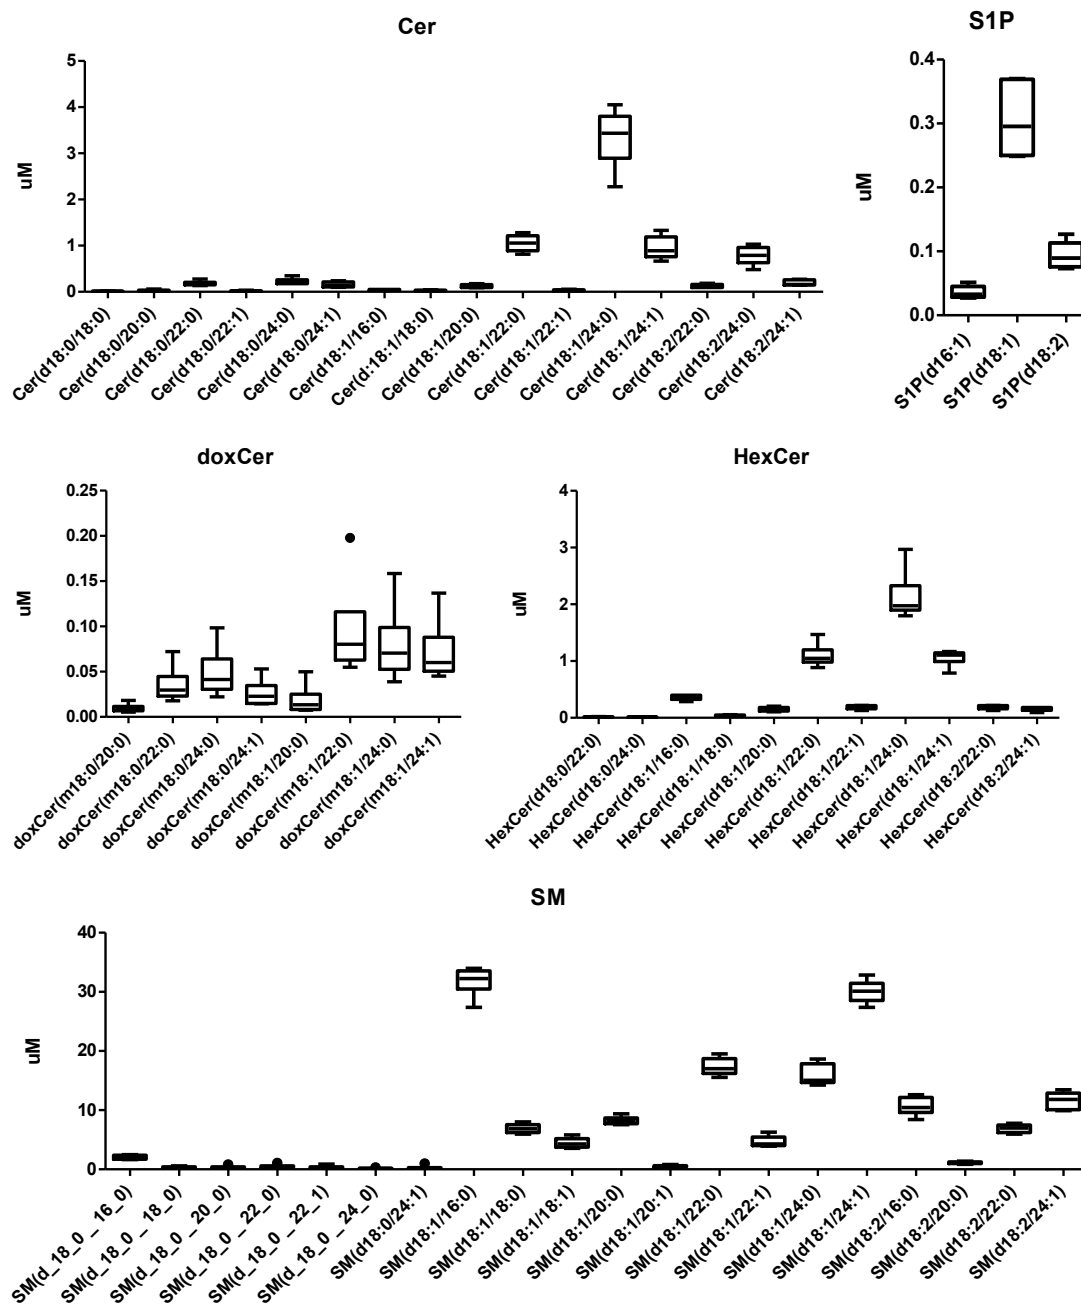 Cer
5
4
3
2
1
0
uM
Cer(d18:0/18:0)
Cer(d18:0/20:0)
Cer(d18:0/22:0)
Cer(d18:0/22:1)
Cer(d18:0/24:0)
Cer(d18:0/24:1)
Cer(d18:1/16:0)
Cer(d:18:1/18:0)
Cer(d18:1/20:0)
Cer(d18:1/22:0)
Cer(d18:1/22:1)
Cer(d18:1/24:0)
Cer(d18:1/24:1)
Cer(d18:2/22:0)
Cer(d18:2/24:0)
Cer(d18:2/24:1)
S1P
0.4
0.3
0.2
0.1
0.0
uM
S1P(d16:1)
S1P(d18:1)
S1P(d18:2)
doxCer
0.25
0.20
0.15
0.10
0.05
0.00
uM
doxCer(m18:0/20:0)
doxCer(m18:0/22:0)
doxCer(m18:0/24:0)
doxCer(m18:0/24:1)
doxCer(m18:1/20:0)
doxCer(m18:1/22:0)
doxCer(m18:1/24:0)
doxCer(m18:1/24:1)
HexCer
4
3
2
1
0
uM
HexCer(d18:0/22:0)
HexCer(d18:0/24:0)
HexCer(d18:1/16:0)
HexCer(d18:1/18:0)
HexCer(d18:1/20:0)
HexCer(d18:1/22:0)
HexCer(d18:1/22:1)
HexCer(d18:1/24:0)
HexCer(d18:1/24:1)
HexCer(d18:2/22:0)
HexCer(d18:2/24:1)
SM
40
30
20
10
0
uM
SM(d_18_0_ 16_0)
SM(d_18_0_ 18_0)
SM(d_18_0_ 20_0)
SM(d_18_0_ 22_0)
SM(d_18_0_ 22_1)
SM(d_18_0_ 24_0)
SM(d18:0/24:1)
SM(d18:1/16:0)
SM(d18:1/18:0)
SM(d18:1/18:1)
SM(d18:1/20:0)
SM(d18:1/20:1)
SM(d18:1/22:0)
SM(d18:1/22:1)
SM(d18:1/24:0)
SM(d18:1/24:1)
SM(d18:2/16:0)
SM(d18:2/20:0)
SM(d18:2/22:0)
SM(d18:2/24:1)